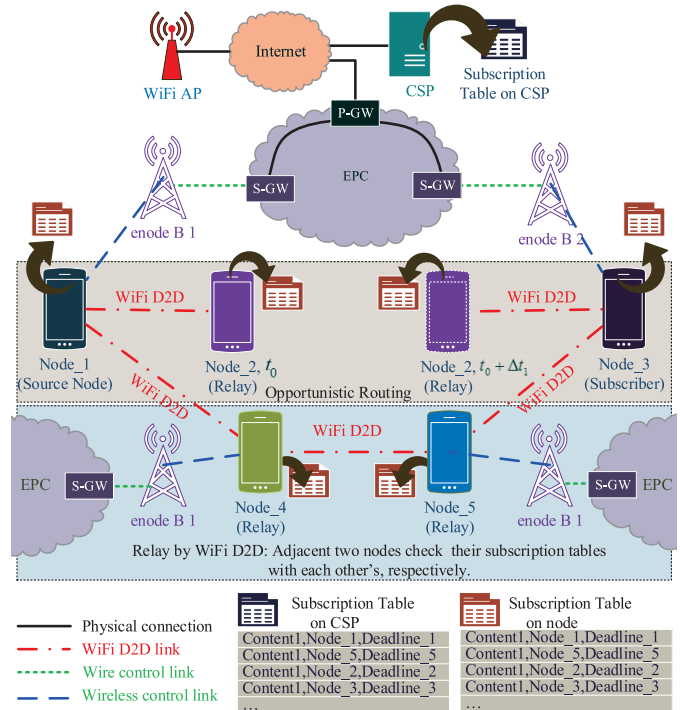 Internet
WiFi AP
CSP
Subscription
Table on CSP
P-GW
EPC
S-GW
S-GW
enode B 1
enode B 2
WiFi D2D
WiFi D2D
Node_1
(Source Node)
Node_2, t0
(Relay)
Node_2, t0 + Δt1
(Relay)
Node_3
(Subscriber)
WiFi D2D
WiFi D2D
Opportunistic Routing
WiFi D2D
EPC
S-GW
enode B 1
Node_4
(Relay)
Node_5
(Relay)
enode B 1
S-GW
EPC
Relay by WiFi D2D: Adjacent two nodes check their subscription tables
with each other's, respectively.
Physical connection
WiFi D2D link
Wire control link
Wireless control link
Subscription Table
on CSP
Content1,Node_1,Deadline_1
Content1,Node_5,Deadline_5
Content1,Node_2,Deadline_2
Content1,Node_3,Deadline_3
...
Subscription Table
on node
Content1,Node_1,Deadline_1
Content1,Node_5,Deadline_5
Content1,Node_2,Deadline_2
Content1,Node_3,Deadline_3
...